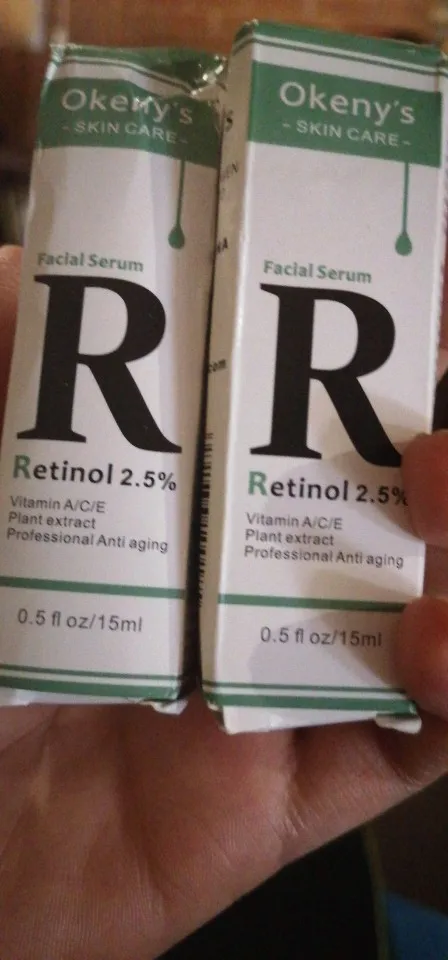 Okeny's
- SKIN CARE -
Facial Serum
R
Retinol 2.5%
Vitamin A/C/E
Plant extract
Professional Anti aging
0.5 fl oz/15ml
Okeny's
- SKIN CARE -
Facial Serum
R
Retinol 2.5%
Vitamin A/C/E
Plant extract
Professional Anti aging
0.5 fl oz/15ml